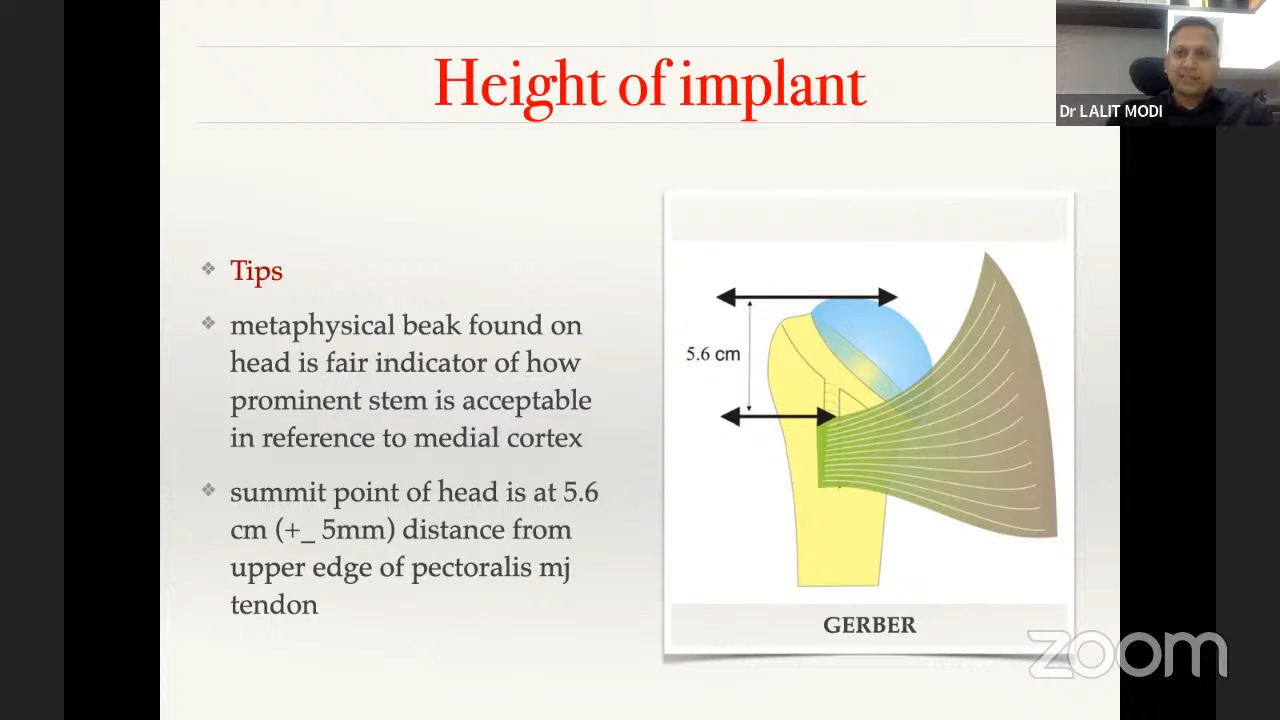 Height of implant
Dr LALIT MODI
❖ Tips
❖ metaphysical beak found on
head is fair indicator of how
prominent stem is acceptable
in reference to medial cortex
❖ summit point of head is at 5.6
cm (+_ 5mm) distance from
upper edge of pectoralis mj
tendon
5.6 cm
GERBER
zoom